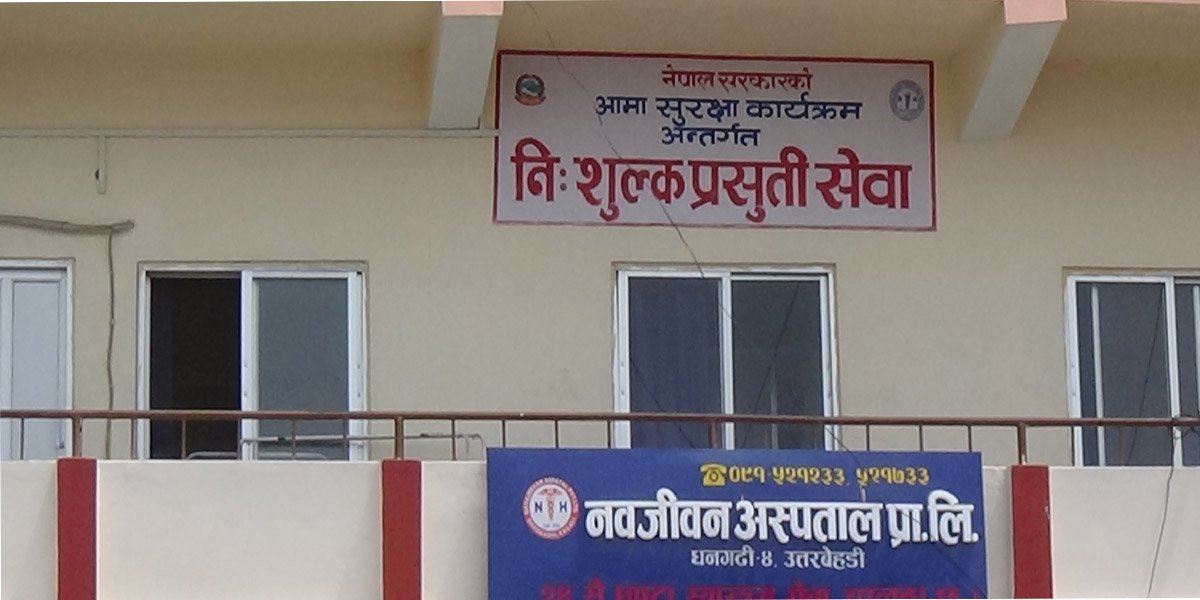 नेपाल सरकारको
आमा सुरक्षा कार्यक्रम
अन्तर्गत
निः शुल्क प्रसुती सेवा
०९१ ५२१२३३, ५२१७३३
N H
नवजीवन अस्पताल प्रा.लि.
धनगढी-४, उत्तरबेहडी